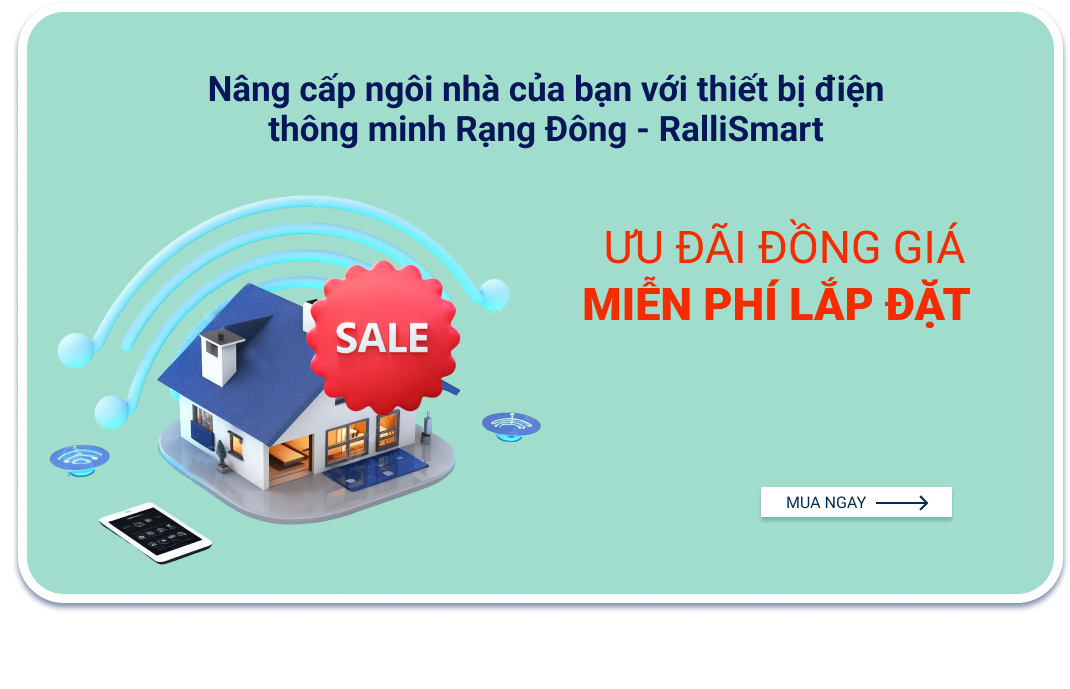 Nâng cấp ngôi nhà của bạn với thiết bị điện
thông minh Rạng Đông - RalliSmart
ƯU ĐÃI ĐỒNG GIÁ
MIỄN PHÍ LẮP ĐẶT
SALE
MUA NGAY